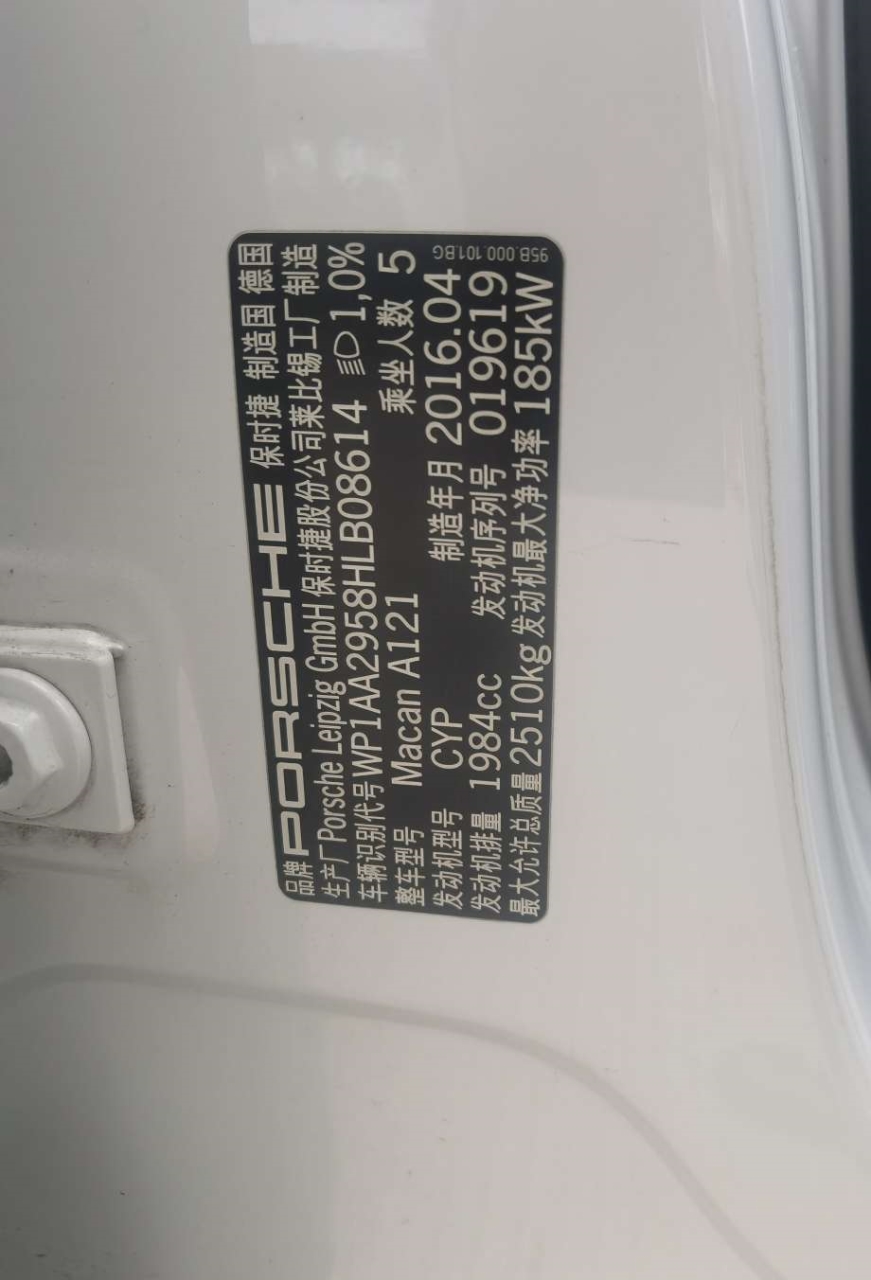 品牌 PORSCHE 保时捷 制造国 德国
生产厂 Porsche Leipzig GmbH 保时捷股份公司莱比锡工厂制造
车辆识别代号 WP1AA2958HLB08614 1,0%
整车型号 Macan A121 乘坐人数 5
发动机型号 CYP 制造年月 2016.04
发动机排量 1984cc 发动机序列号 019619
最大允许总质量 2510kg 发动机最大净功率 185kW
95B.000.101.BG